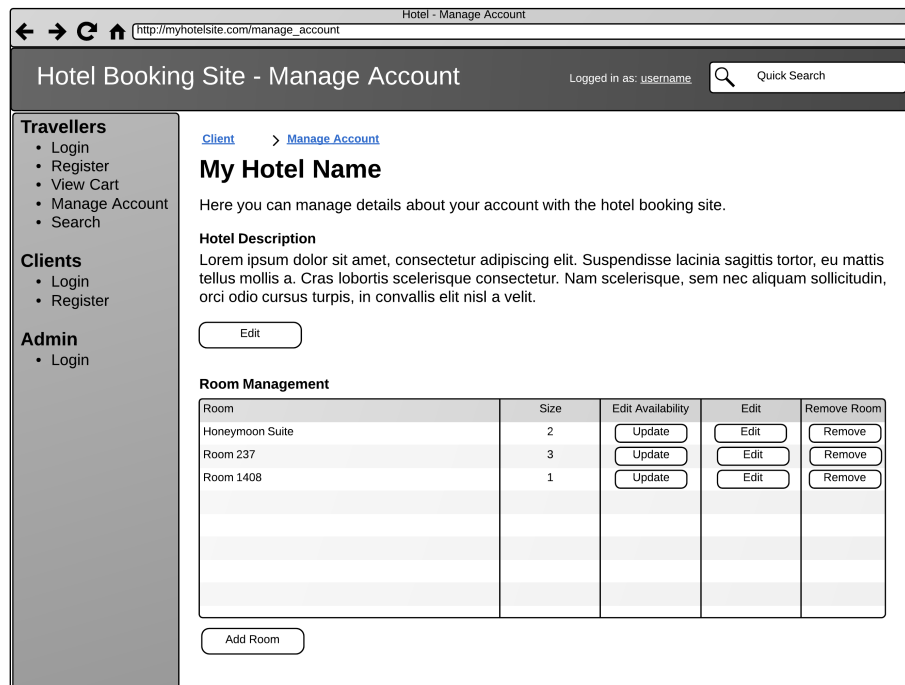 Hotel - Manage Account
http://myhotelsite.com/manage_account
Hotel Booking Site - Manage Account
Logged in as: username
Quick Search
Travellers
• Login
• Register
• View Cart
• Manage Account
• Search
Clients
• Login
• Register
Admin
• Login
Client > Manage Account
My Hotel Name
Here you can manage details about your account with the hotel booking site.
Hotel Description
Lorem ipsum dolor sit amet, consectetur adipiscing elit. Suspendisse lacinia sagittis tortor, eu mattis
tellus mollis a. Cras lobortis scelerisque consectetur. Nam scelerisque, sem nec aliquam sollicitudin,
orci odio cursus turpis, in convallis elit nisl a velit.
Edit
Room Management
Room Size Edit Availability Edit Remove Room
Honeymoon Suite 2 Update Edit Remove
Room 237 3 Update Edit Remove
Room 1408 1 Update Edit Remove
Add Room